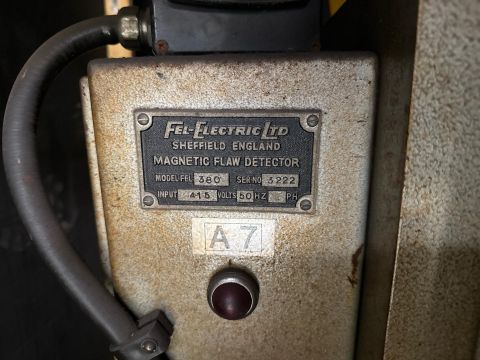 FEL-ELECTRIC LTD
SHEFFIELD ENGLAND
MAGNETIC FLAW DETECTOR
MODEL-FEL 380 SER.NO 3222
INPUT 415 VOLTS 50 HZ PH
A 7